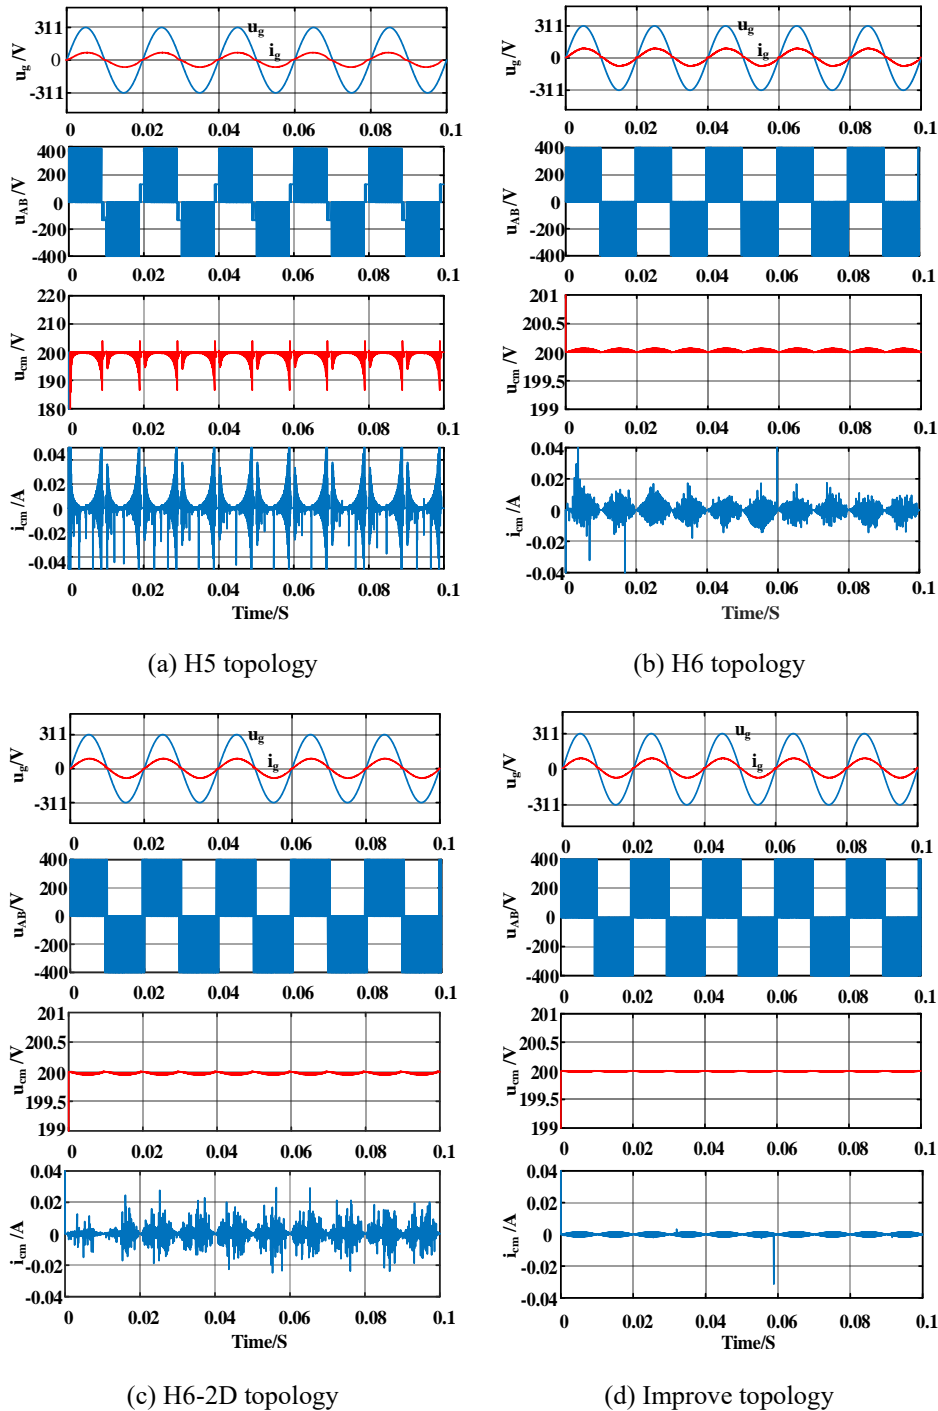 311
0
-311
u_g/V
u_g
i_g
0 0.02 0.04 0.06 0.08 0.1
400
200
0
-200
-400
u_AB/V
0 0.02 0.04 0.06 0.08 0.1
220
210
200
190
180
u_cm/V
0 0.02 0.04 0.06 0.08 0.1
0.04
0.02
0
-0.02
-0.04
i_cm/A
0 0.02 0.04 0.06 0.08 0.1
Time/S
(a) H5 topology
311
0
-311
u_g/V
u_g
i_g
0 0.02 0.04 0.06 0.08 0.1
400
200
0
-200
-400
u_AB/V
0 0.02 0.04 0.06 0.08 0.1
201
200.5
200
199.5
199
u_cm/V
0 0.02 0.04 0.06 0.08 0.1
0.04
0.02
0
-0.02
-0.04
i_cm/A
0 0.02 0.04 0.06 0.08 0.1
Time/S
(b) H6 topology
311
0
-311
u_g/V
u_g
i_g
0 0.02 0.04 0.06 0.08 0.1
400
200
0
-200
-400
u_AB/V
0 0.02 0.04 0.06 0.08 0.1
201
200.5
200
199.5
199
u_cm/V
0 0.02 0.04 0.06 0.08 0.1
0.04
0.02
0
-0.02
-0.04
i_cm/A
0 0.02 0.04 0.06 0.08 0.1
Time/S
(c) H6-2D topology
311
0
-311
u_g/V
u_g
i_g
0 0.02 0.04 0.06 0.08 0.1
400
200
0
-200
-400
u_AB/V
0 0.02 0.04 0.06 0.08 0.1
201
200.5
200
199.5
199
u_cm/V
0 0.02 0.04 0.06 0.08 0.1
0.04
0.02
0
-0.02
-0.04
i_cm/A
0 0.02 0.04 0.06 0.08 0.1
Time/S
(d) Improve topology